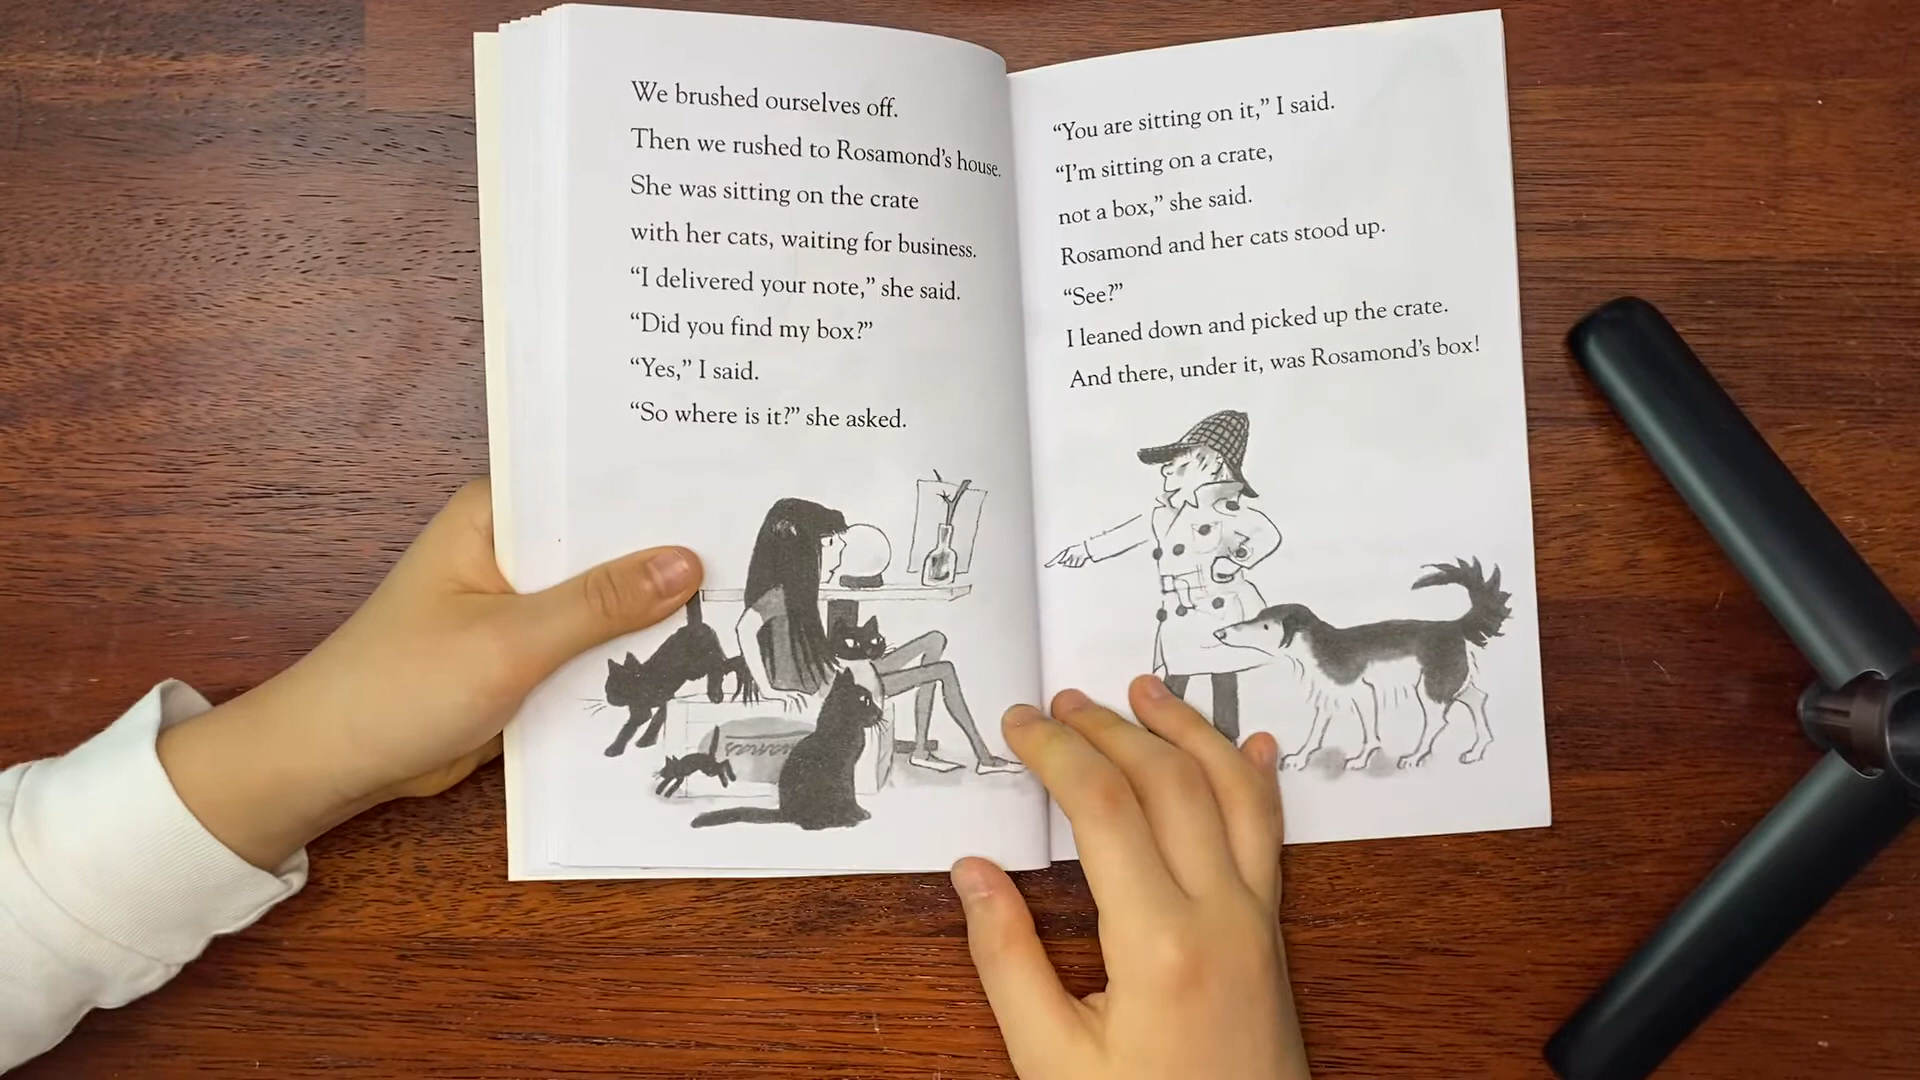 We brushed ourselves off.
Then we rushed to Rosamond's house.
She was sitting on the crate
with her cats, waiting for business.
“I delivered your note,” she said.
“Did you find my box?”
“Yes,” I said.
“So where is it?” she asked.
“You are sitting on it,” I said.
“I'm sitting on a crate,
not a box,” she said.
Rosamond and her cats stood up.
“See?”
I leaned down and picked up the crate.
And there, under it, was Rosamond's box!